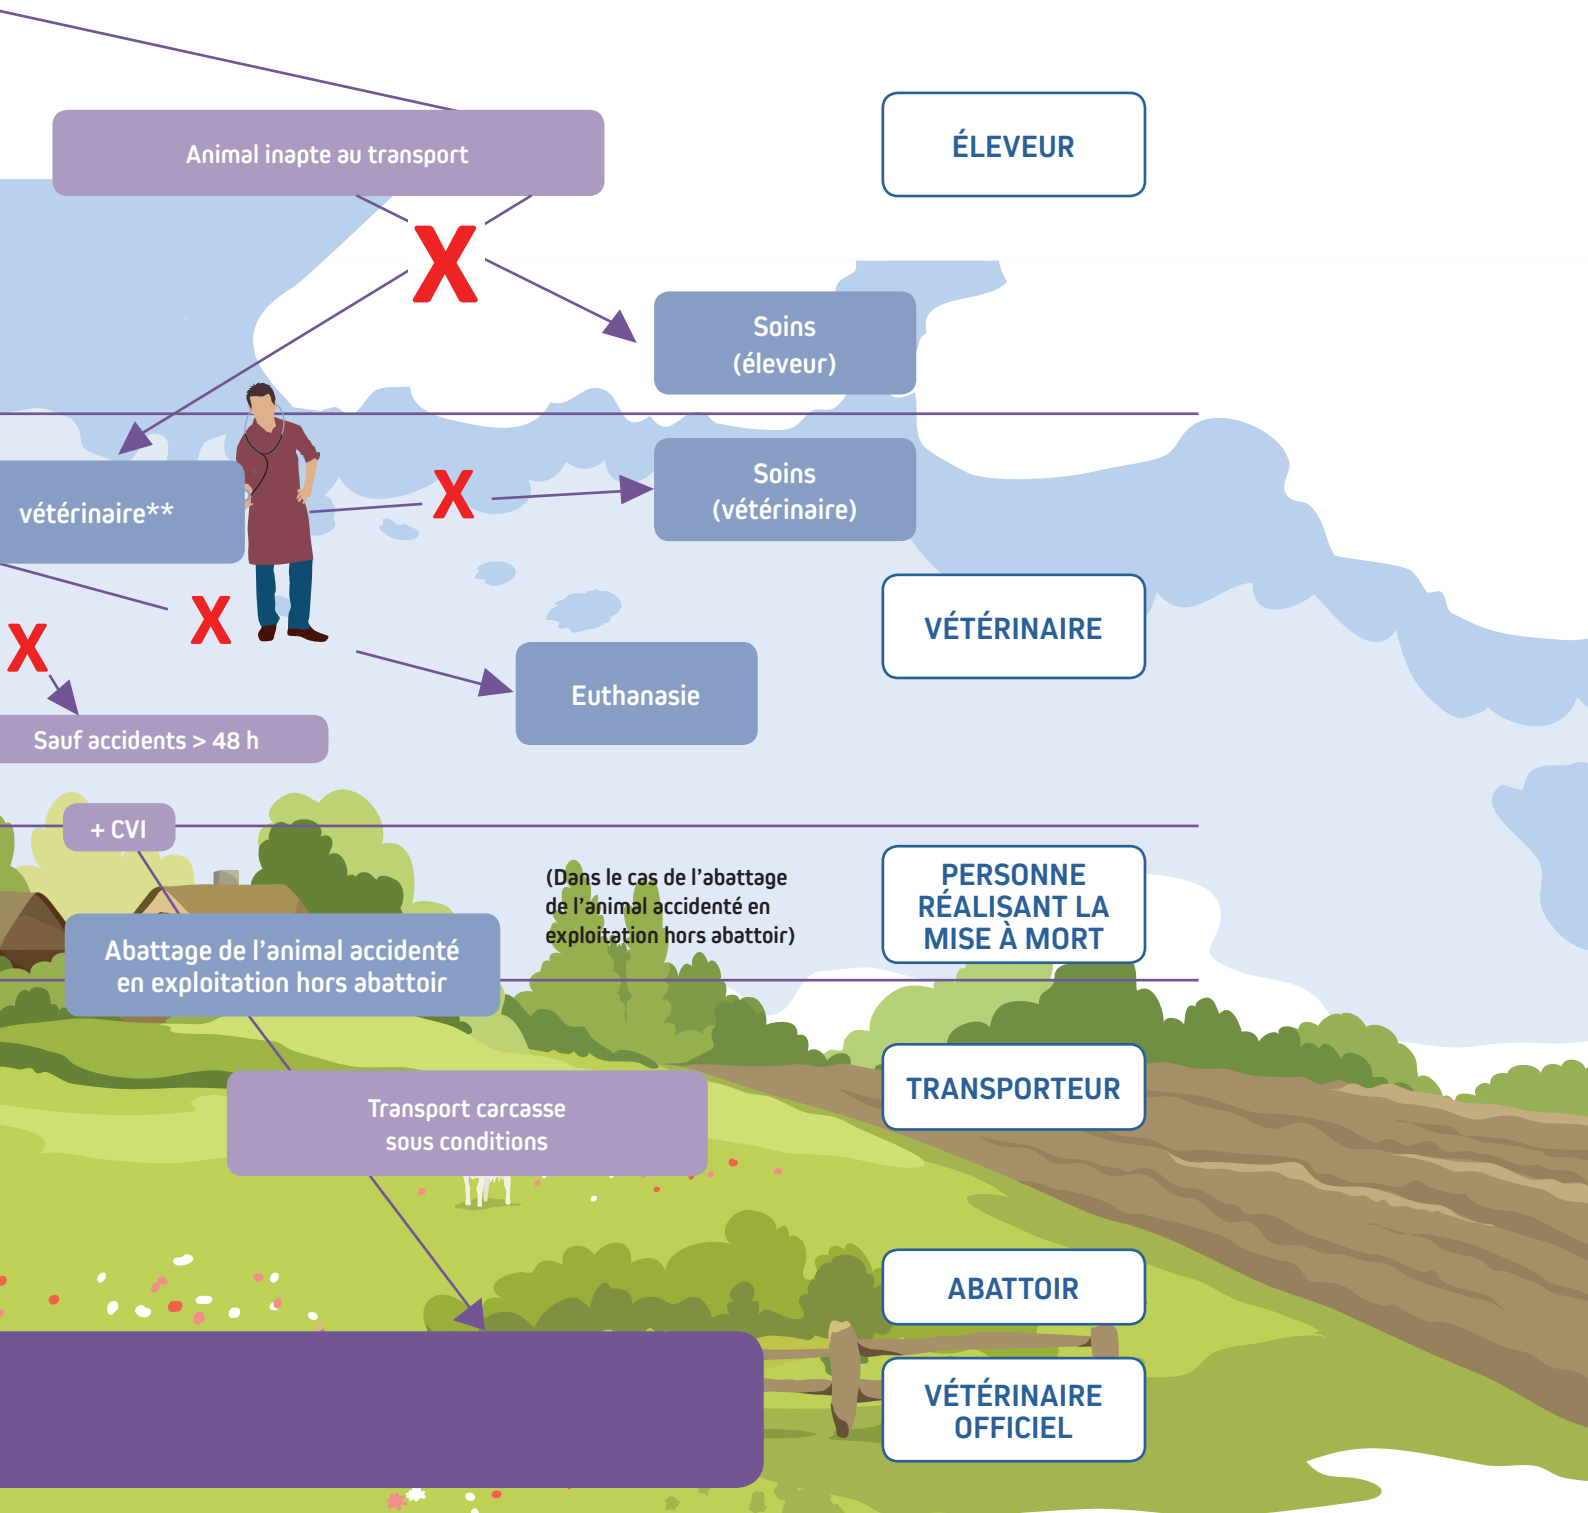 Animal inapte au transport
ÉLEVEUR
X
Soins
(éleveur)
Soins
(vétérinaire)
X
vétérinaire**
X
X
VÉTÉRINAIRE
Euthanasie
Sauf accidents > 48 h
+ CVI
(Dans le cas de l’abattage
de l’animal accidenté en
exploitation hors abattoir)
PERSONNE
RÉALISANT LA
MISE À MORT
Abattage de l’animal accidenté
en exploitation hors abattoir
TRANSPORTEUR
Transport carcasse
sous conditions
ABATTOIR
VÉTÉRINAIRE
OFFICIEL